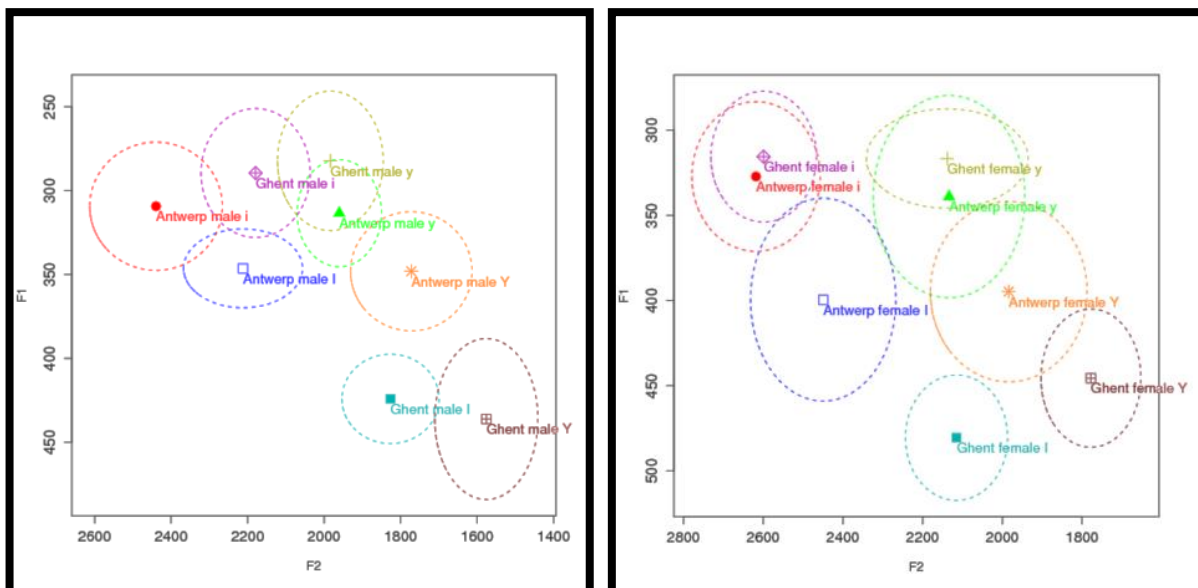 250
300
350
400
450
F1
2600
2400
2200
2000
1800
1600
1400
F2
Ghent male y
Ghent male i
Antwerp male i
Antwerp male y
Antwerp male I
Antwerp male Y
Ghent male I
Ghent male Y
300
350
400
450
500
F1
2800
2600
2400
2200
2000
1800
F2
Ghent female i
Ghent female y
Antwerp female i
Antwerp female y
Antwerp female I
Antwerp female Y
Ghent female Y
Ghent female I